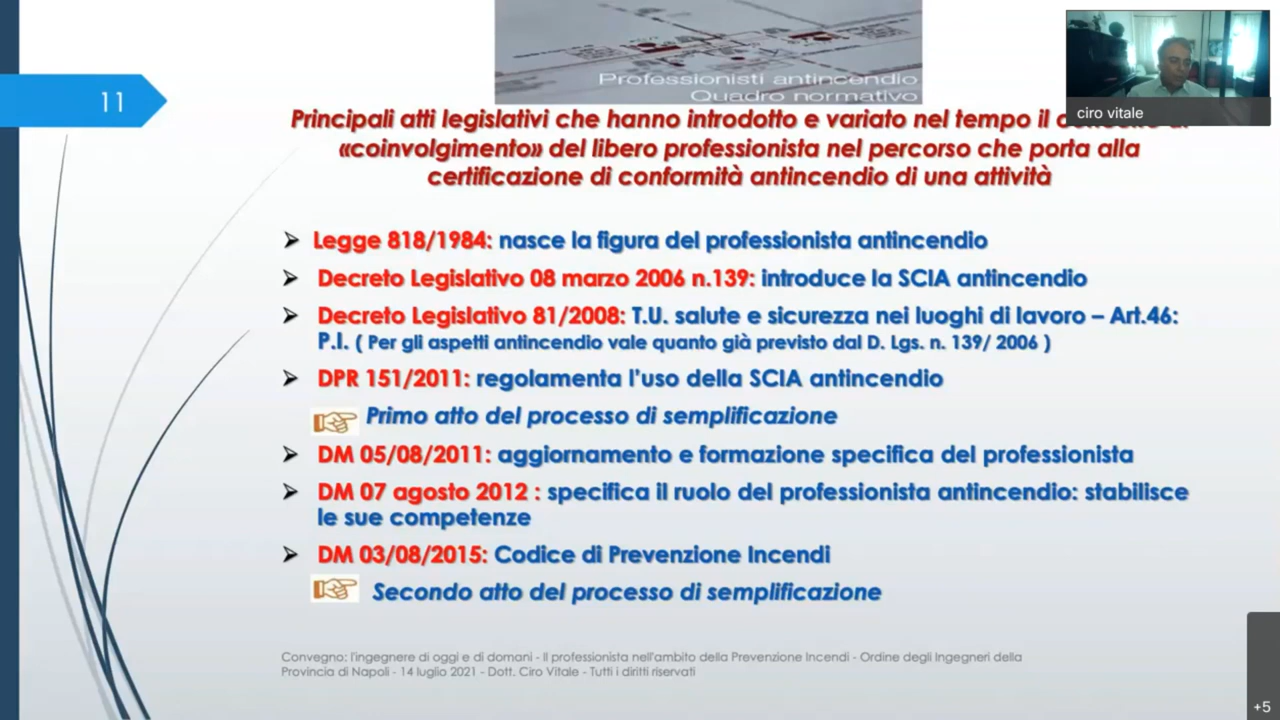 11
Professionisti antincendio
Quadro normativo
ciro vitale
Principali atti legislativi che hanno introdotto e variato nel tempo il
«coinvolgimento» del libero professionista nel percorso che porta alla
certificazione di conformità antincendio di una attività
Legge 818/1984: nasce la figura del professionista antincendio
Decreto Legislativo 08 marzo 2006 n.139: introduce la SCIA antincendio
Decreto Legislativo 81/2008: T.U. salute e sicurezza nei luoghi di lavoro – Art.46:
P.I. ( Per gli aspetti antincendio vale quanto già previsto dal D. Lgs. n. 139/ 2006 )
DPR 151/2011: regolamenta l'uso della SCIA antincendio
Primo atto del processo di semplificazione
DM 05/08/2011: aggiornamento e formazione specifica del professionista
DM 07 agosto 2012 : specifica il ruolo del professionista antincendio: stabilisce
le sue competenze
DM 03/08/2015: Codice di Prevenzione Incendi
Secondo atto del processo di semplificazione
Convegno: l'ingegnere di oggi e di domani - Il professionista nell'ambito della Prevenzione Incendi - Ordine degli Ingegneri della
Provincia di Napoli - 14 luglio 2021 - Dott. Ciro Vitale - Tutti i diritti riservati
+5